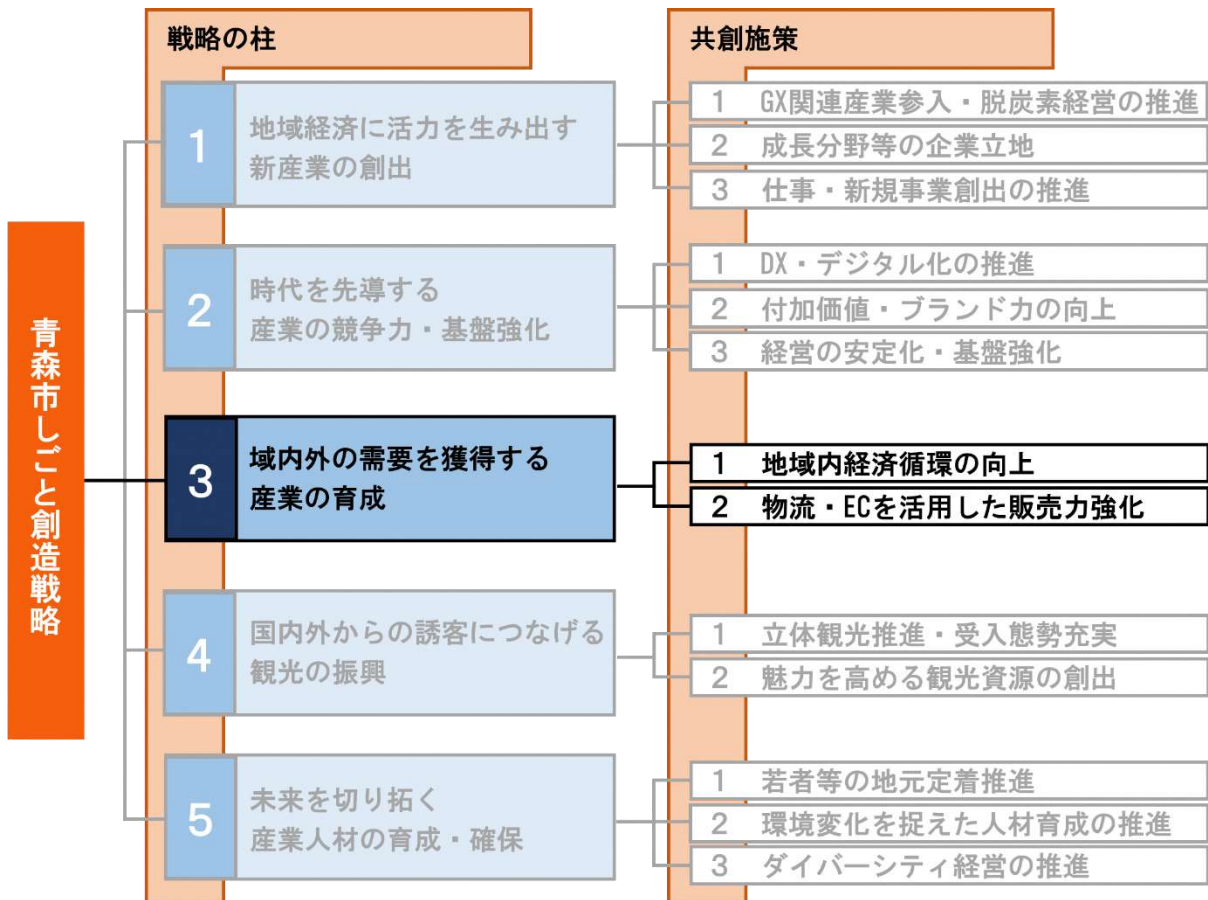 戦略の柱
共創施策
青森市しごと創造戦略
1
地域経済に活力を生み出す
新産業の創出
1 GX関連産業参入・脱炭素経営の推進
2 成長分野等の企業立地
3 仕事・新規事業創出の推進
2
時代を先導する
産業の競争力・基盤強化
1 DX・デジタル化の推進
2 付加価値・ブランド力の向上
3 経営の安定化・基盤強化
3
域内外の需要を獲得する
産業の育成
1 地域内経済循環の向上
2 物流・ECを活用した販売力強化
4
国内外からの誘客につなげる
観光の振興
1 立体観光推進・受入態勢充実
2 魅力を高める観光資源の創出
5
未来を切り拓く
産業人材の育成・確保
1 若者等の地元定着推進
2 環境変化を捉えた人材育成の推進
3 ダイバーシティ経営の推進